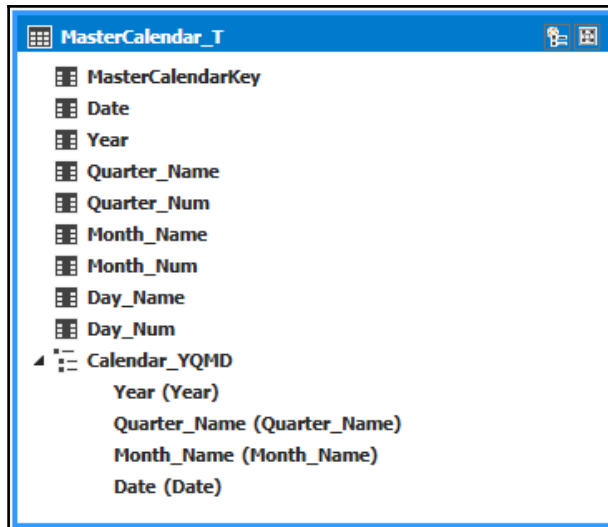 MasterCalendar_T
MasterCalendarKey
Date
Year
Quarter_Name
Quarter_Num
Month_Name
Month_Num
Day_Name
Day_Num
Calendar_YQMD
Year (Year)
Quarter_Name (Quarter_Name)
Month_Name (Month_Name)
Date (Date)